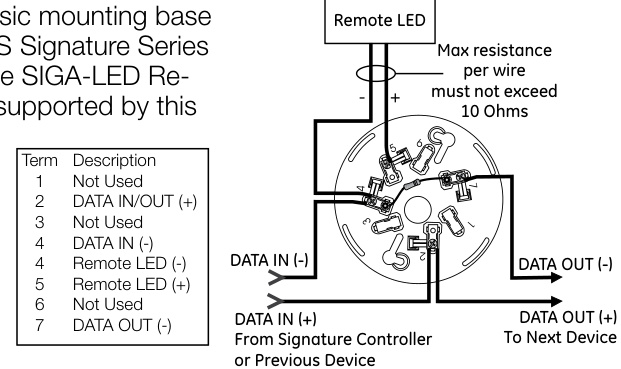 sic mounting base
S Signature Series
e SIGA-LED Re-
supported by this
Term Description
1 Not Used
2 DATA IN/OUT (+)
3 Not Used
4 DATA IN (-)
4 Remote LED (-)
5 Remote LED (+)
6 Not Used
7 DATA OUT (-)
Remote LED
Max resistance
per wire
must not exceed
10 Ohms
- +
5
6
4
7
3
1
2
DATA IN (-)
DATA OUT (-)
DATA IN (+)
From Signature Controller
or Previous Device
DATA OUT (+)
To Next Device